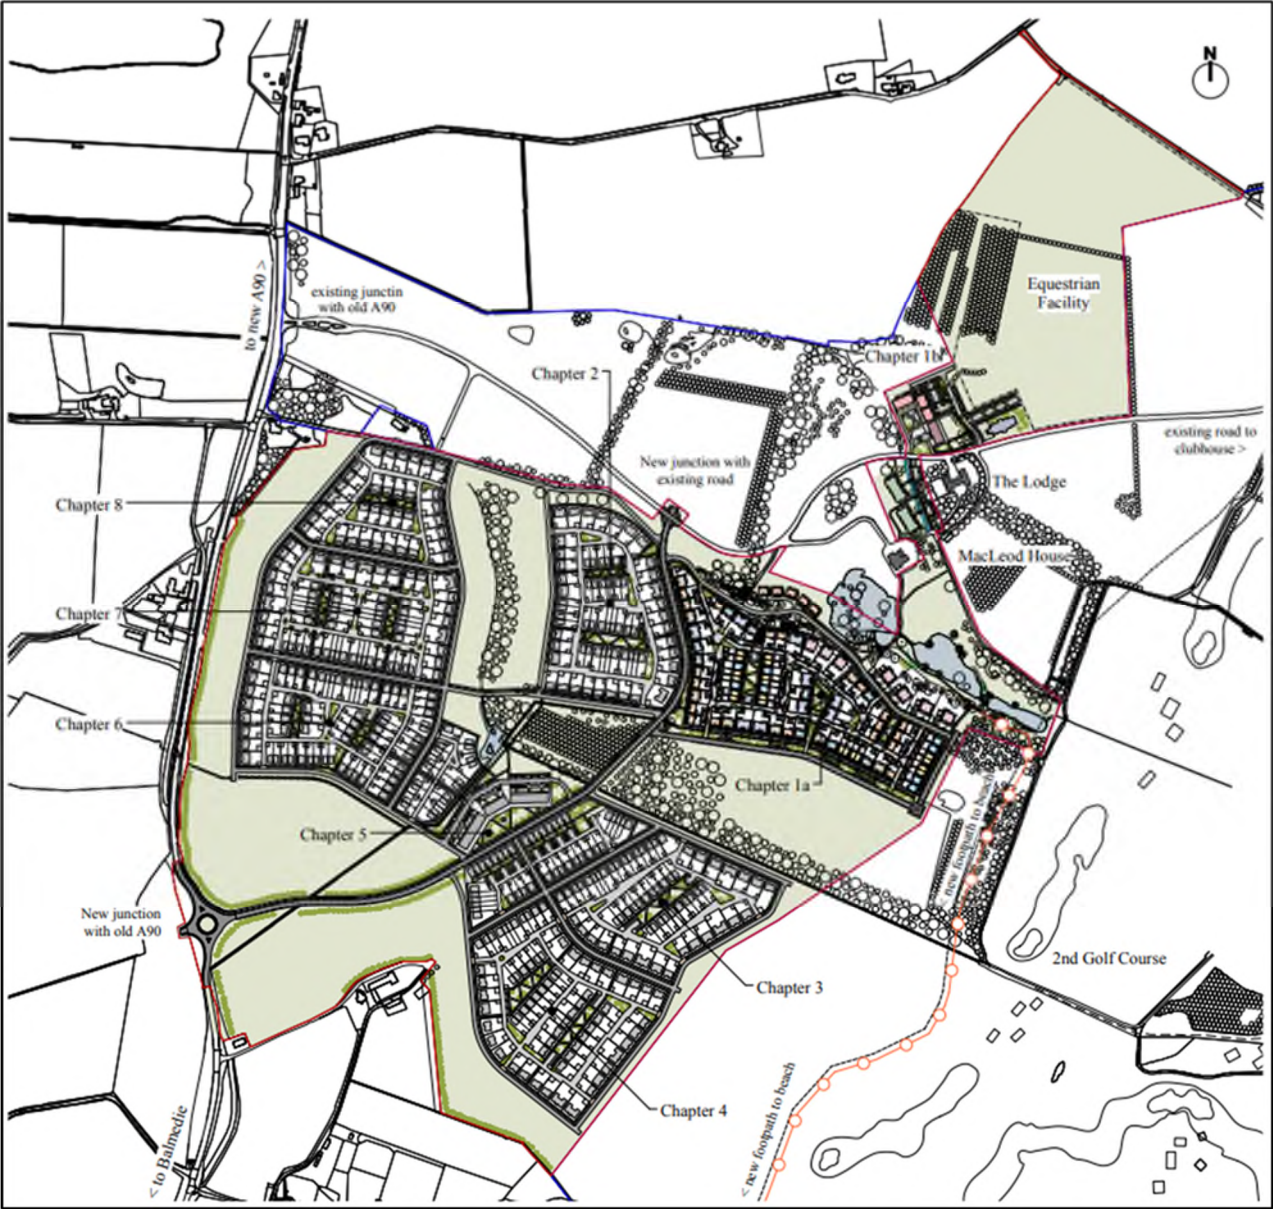 N
Equestrian
Facility
existing junctin
with old A90
to new A90 >
Chapter 1b
Chapter 2
existing road to
clubhouse >
New junction with
existing road
The Lodge
Chapter 8
MacLeod House
Chapter 7
Chapter 6
Chapter 1a
< new footpath to beach
Chapter 5
New junction
with old A90
2nd Golf Course
Chapter 3
Chapter 4
< new footpath to beach
< to Balmedie